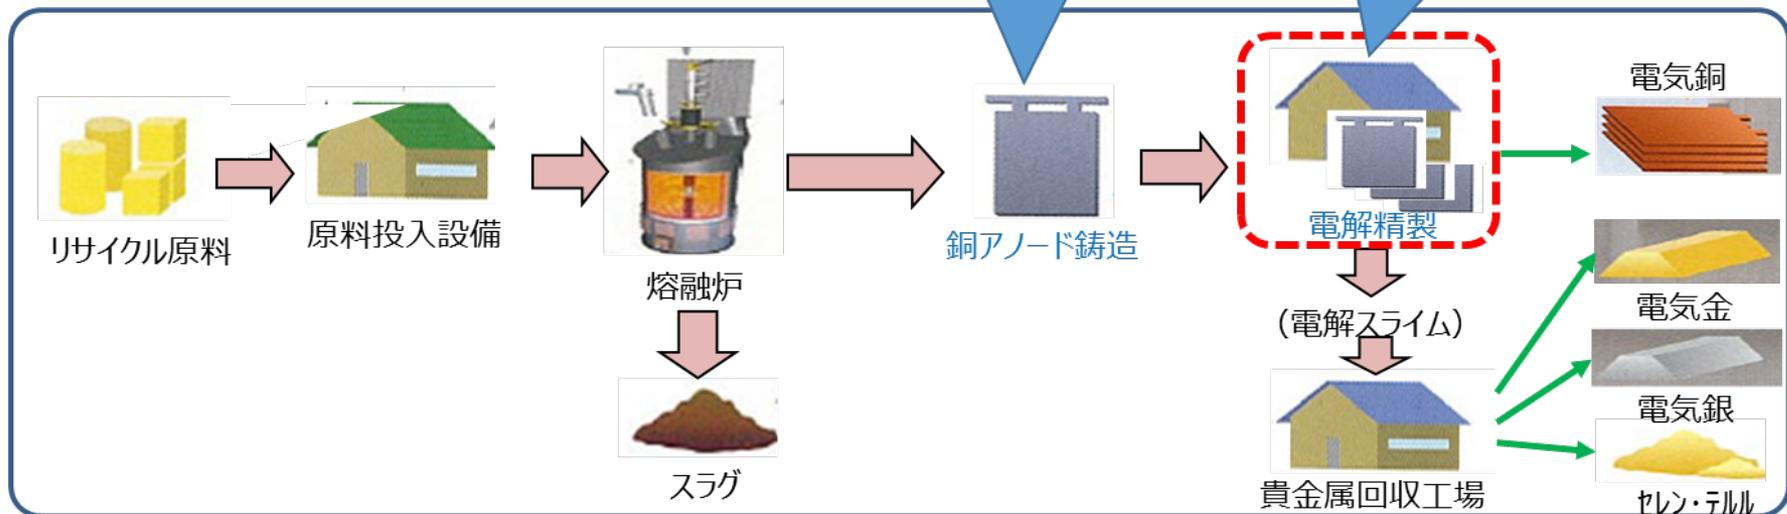 リサイクル原料
原料投入設備
熔融炉
スラグ
銅アノード鋳造
電解精製
(電解スライム)
貴金属回収工場
電気銅
電気金
電気銀
セレン・テルル